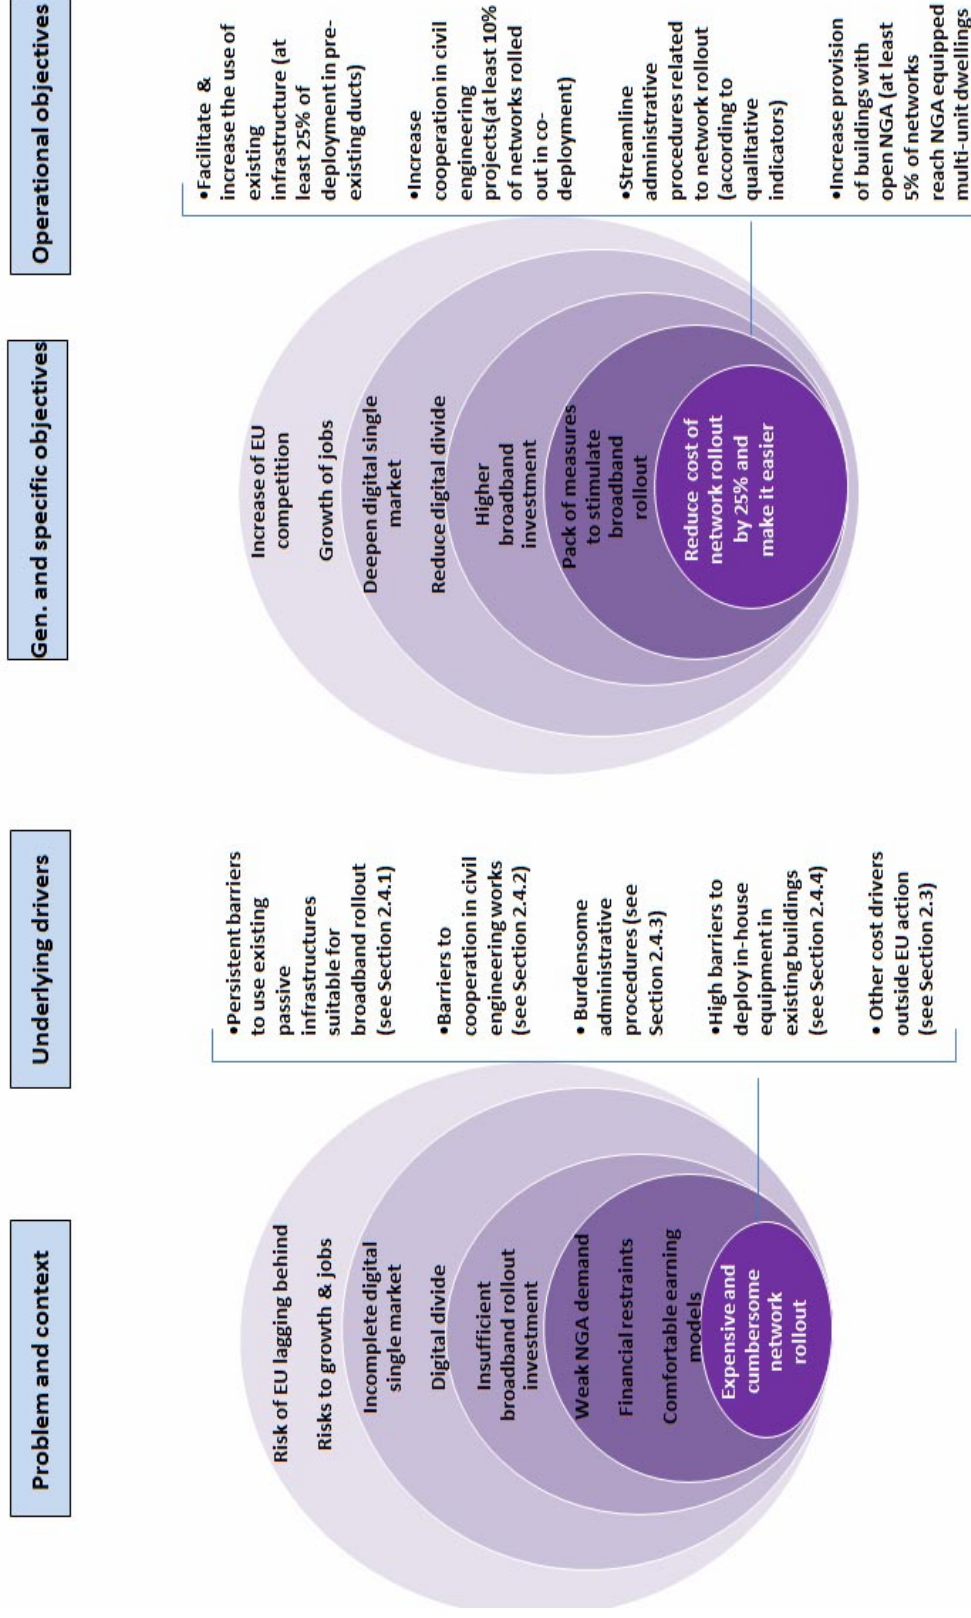 Problem and context
Risk of EU lagging behind
Risks to growth & jobs
Incomplete digital
single market
Digital divide
Insufficient
broadband rollout
investment
Weak NGA demand
Financial restraints
Comfortable earning
models
Expensive and
cumbersome
network
rollout
Underlying drivers
•Persistent barriers
to use existing
passive
infrastructures
suitable for
broadband rollout
(see Section 2.4.1)
•Barriers to
cooperation in civil
engineering works
(see Section 2.4.2)
• Burdensome
administrative
procedures (see
Section 2.4.3)
•High barriers to
deploy in-house
equipment in
existing buildings
(see Section 2.4.4)
• Other cost drivers
outside EU action
(see Section 2.3)
Gen. and specific objectives
Increase of EU
competition
Growth of jobs
Deepen digital single
market
Reduce digital divide
Higher
broadband
investment
Pack of measures
to stimulate
broadband
rollout
Reduce cost of
network rollout
by 25% and
make it easier
Operational objectives
•Facilitate &
increase the use of
existing
infrastructure (at
least 25% of
deployment in pre-
existing ducts)
•Increase
cooperation in civil
engineering
projects(at least 10%
of networks rolled
out in co-
deployment)
•Streamline
administrative
procedures related
to network rollout
(according to
qualitative
indicators)
•Increase provision
of buildings with
open NGA (at least
5% of networks
reach NGA equipped
multi-unit dwellings